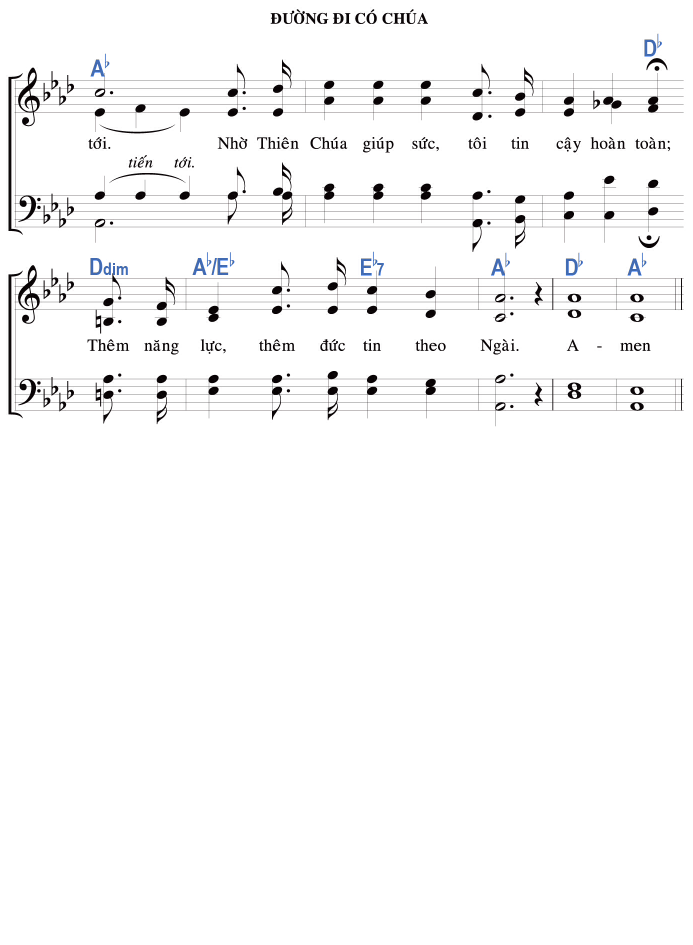 ĐƯỜNG ĐI CÓ CHÚA
A♭ D♭
tới. Nhờ Thiên Chúa giúp sức, tôi tin cậy hoàn toàn;
tiến tới.
Ddim A♭/E♭ E♭7 A♭ D♭ A♭
Thêm năng lực, thêm đức tin theo Ngài. A - men